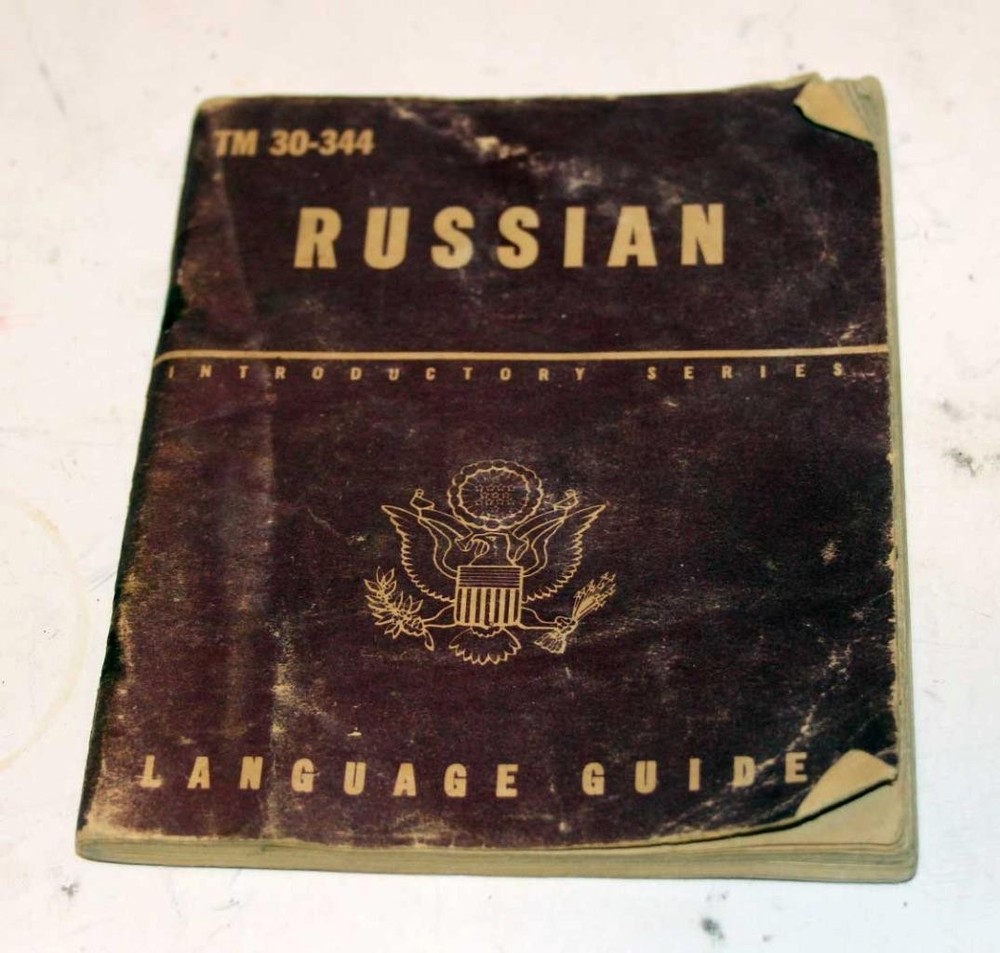 TM 30-344
RUSSIAN
INTRODUCTORY SERIES
LANGUAGE GUIDE